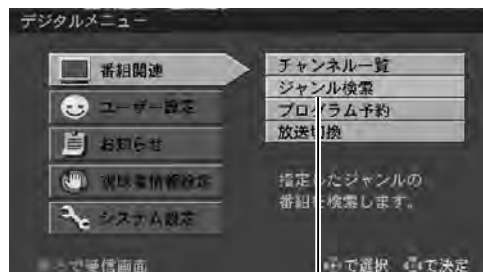 デジタルメニュー
番組関連
ユーザー設定
お知らせ
視聴者情報設定
システム設定
チャンネル一覧
ジャンル検索
プログラム予約
放送切換
指定したジャンルの
番組を検索します。
で受信画面
で選択 で決定